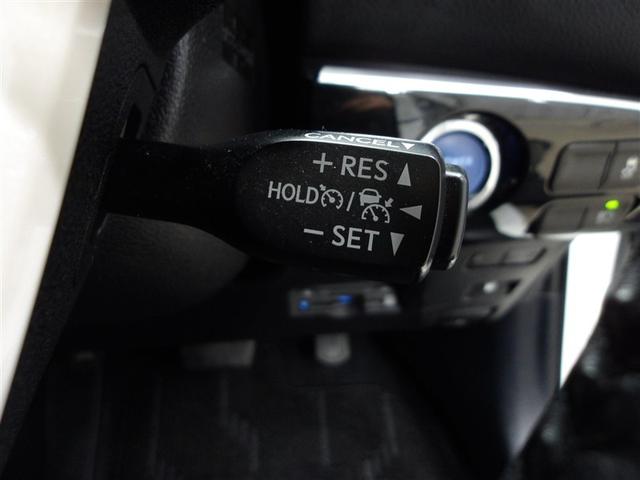 CANCEL▼
+ RES ▲
HOLD / ◀
− SET ▼